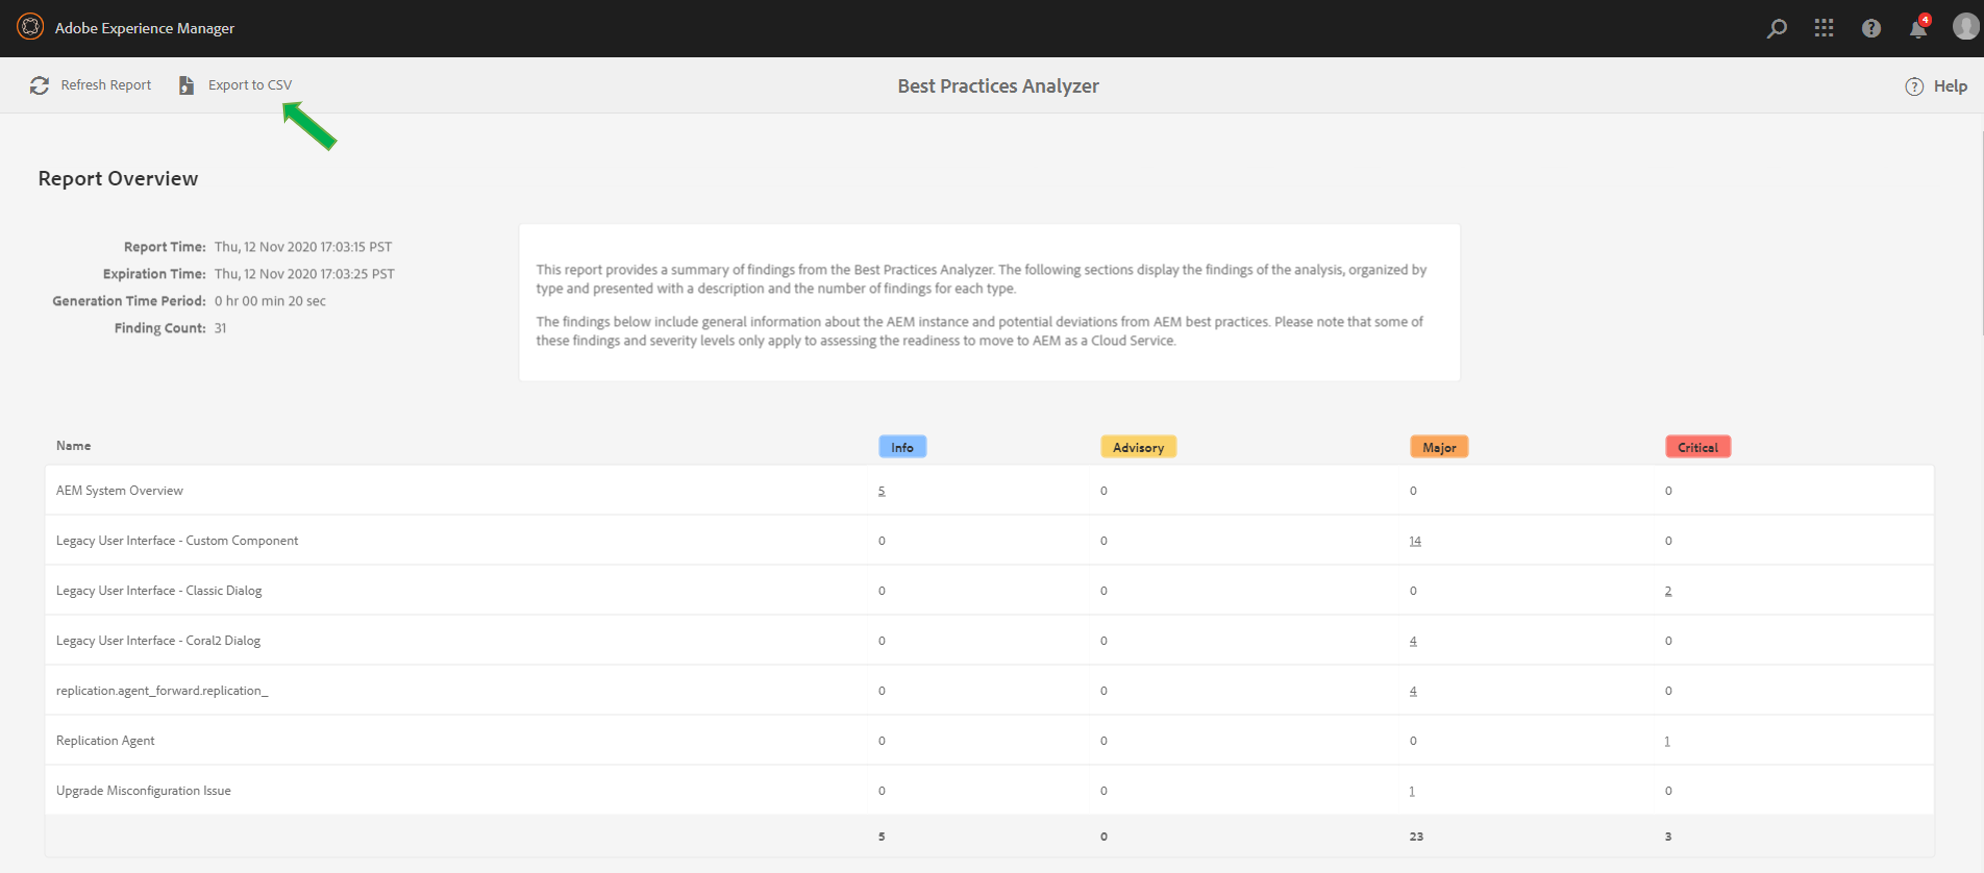 Adobe Experience Manager
4
Refresh Report
Export to CSV
Best Practices Analyzer
Help
Report Overview
Report Time: Thu, 12 Nov 2020 17:03:15 PST
Expiration Time: Thu, 12 Nov 2020 17:03:25 PST
Generation Time Period: 0 hr 00 min 20 sec
Finding Count: 31
This report provides a summary of findings from the Best Practices Analyzer. The following sections display the findings of the analysis, organized by
type and presented with a description and the number of findings for each type.
The findings below include general information about the AEM instance and potential deviations from AEM best practices. Please note that some of
these findings and severity levels only apply to assessing the readiness to move to AEM as a Cloud Service.
Name Info Advisory Major Critical
AEM System Overview 5 0 0 0
Legacy User Interface - Custom Component 0 0 14 0
Legacy User Interface - Classic Dialog 0 0 0 2
Legacy User Interface - Coral2 Dialog 0 0 4 0
replication.agent_forward.replication_ 0 0 4 0
Replication Agent 0 0 0 1
Upgrade Misconfiguration Issue 0 0 1 0
5 0 23 3